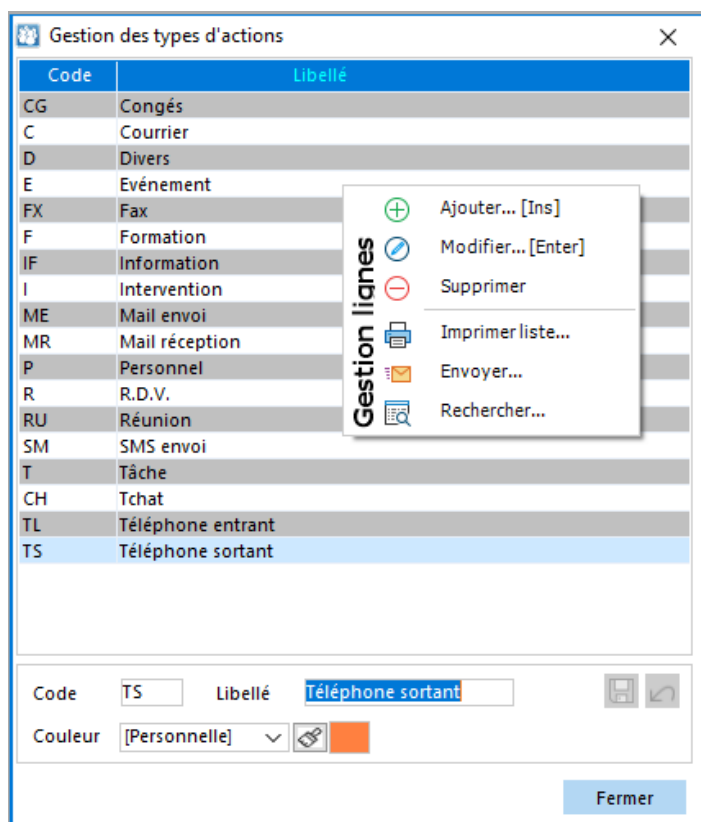 Gestion des types d'actions
Code Libellé
CG Congés
C Courrier
D Divers
E Evénement
FX Fax
F Formation
IF Information
I Intervention
ME Mail envoi
MR Mail réception
P Personnel
R R.D.V.
RU Réunion
SM SMS envoi
T Tâche
CH Tchat
TL Téléphone entrant
TS Téléphone sortant
Gestion lignes
Ajouter... [Ins]
Modifier... [Enter]
Supprimer
Imprimer liste...
Envoyer...
Rechercher...
Code TS Libellé Téléphone sortant
Couleur [Personnelle]
Fermer